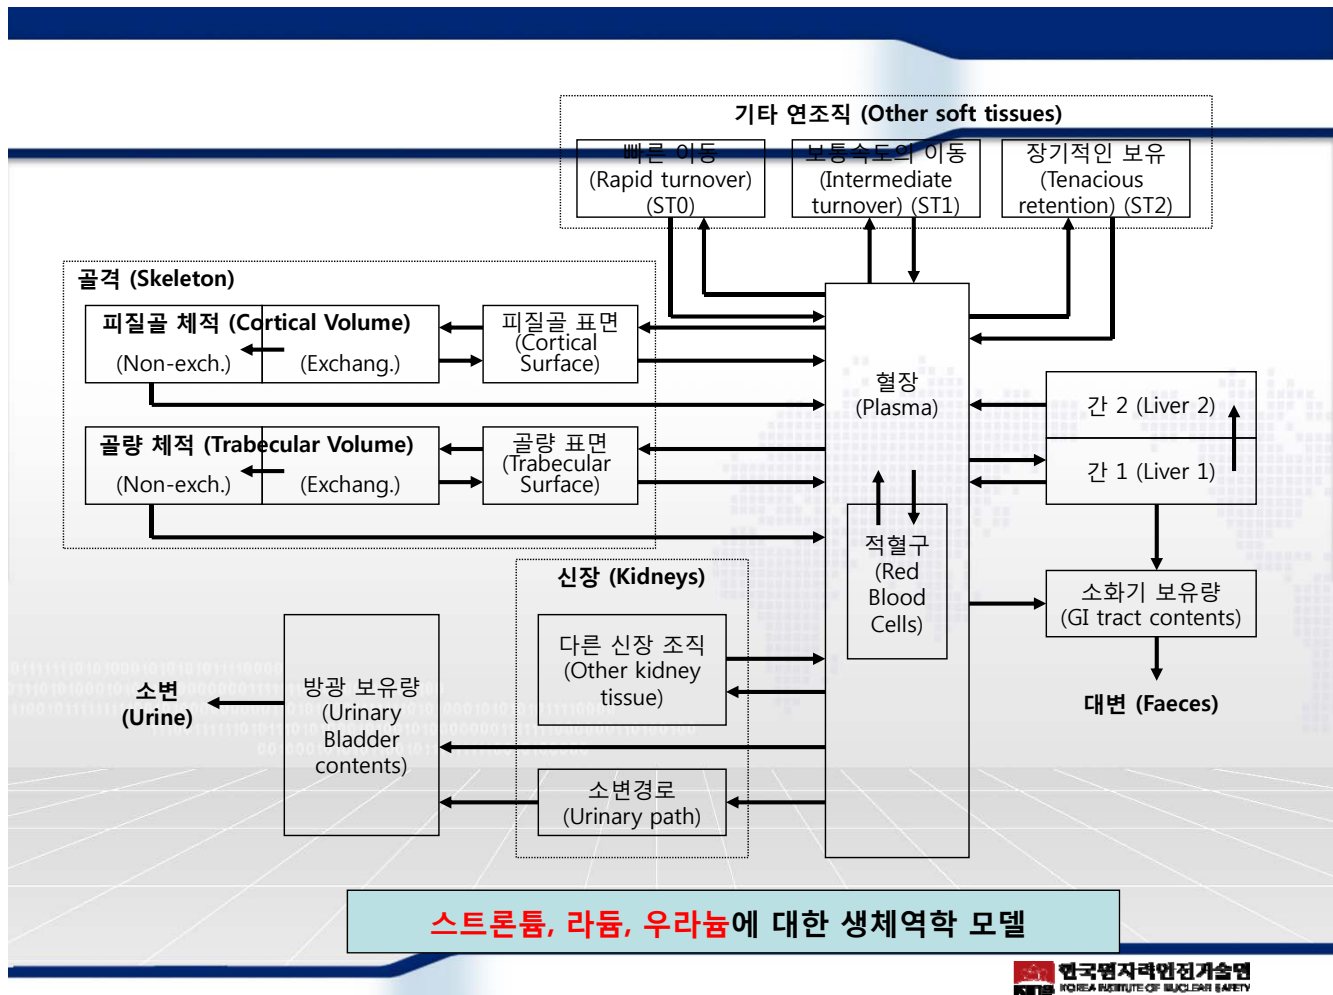 기타 연조직 (Other soft tissues)
빠른 이동
(Rapid turnover)
(ST0)
보통속도의 이동
(Intermediate
turnover) (ST1)
장기적인 보유
(Tenacious
retention) (ST2)
골격 (Skeleton)
피질골 체적 (Cortical Volume)
(Non-exch.)
(Exchang.)
피질골 표면
(Cortical
Surface)
골량 체적 (Trabecular Volume)
(Non-exch.)
(Exchang.)
골량 표면
(Trabecular
Surface)
혈장
(Plasma)
적혈구
(Red
Blood
Cells)
간 2 (Liver 2)
간 1 (Liver 1)
소화기 보유량
(GI tract contents)
대변 (Faeces)
신장 (Kidneys)
다른 신장 조직
(Other kidney
tissue)
소변경로
(Urinary path)
방광 보유량
(Urinary
Bladder
contents)
소변
(Urine)
스트론튬, 라듐, 우라늄에 대한 생체역학 모델
한국원자력안전기술원
KOREA INSTITUTE OF NUCLEAR SAFETY